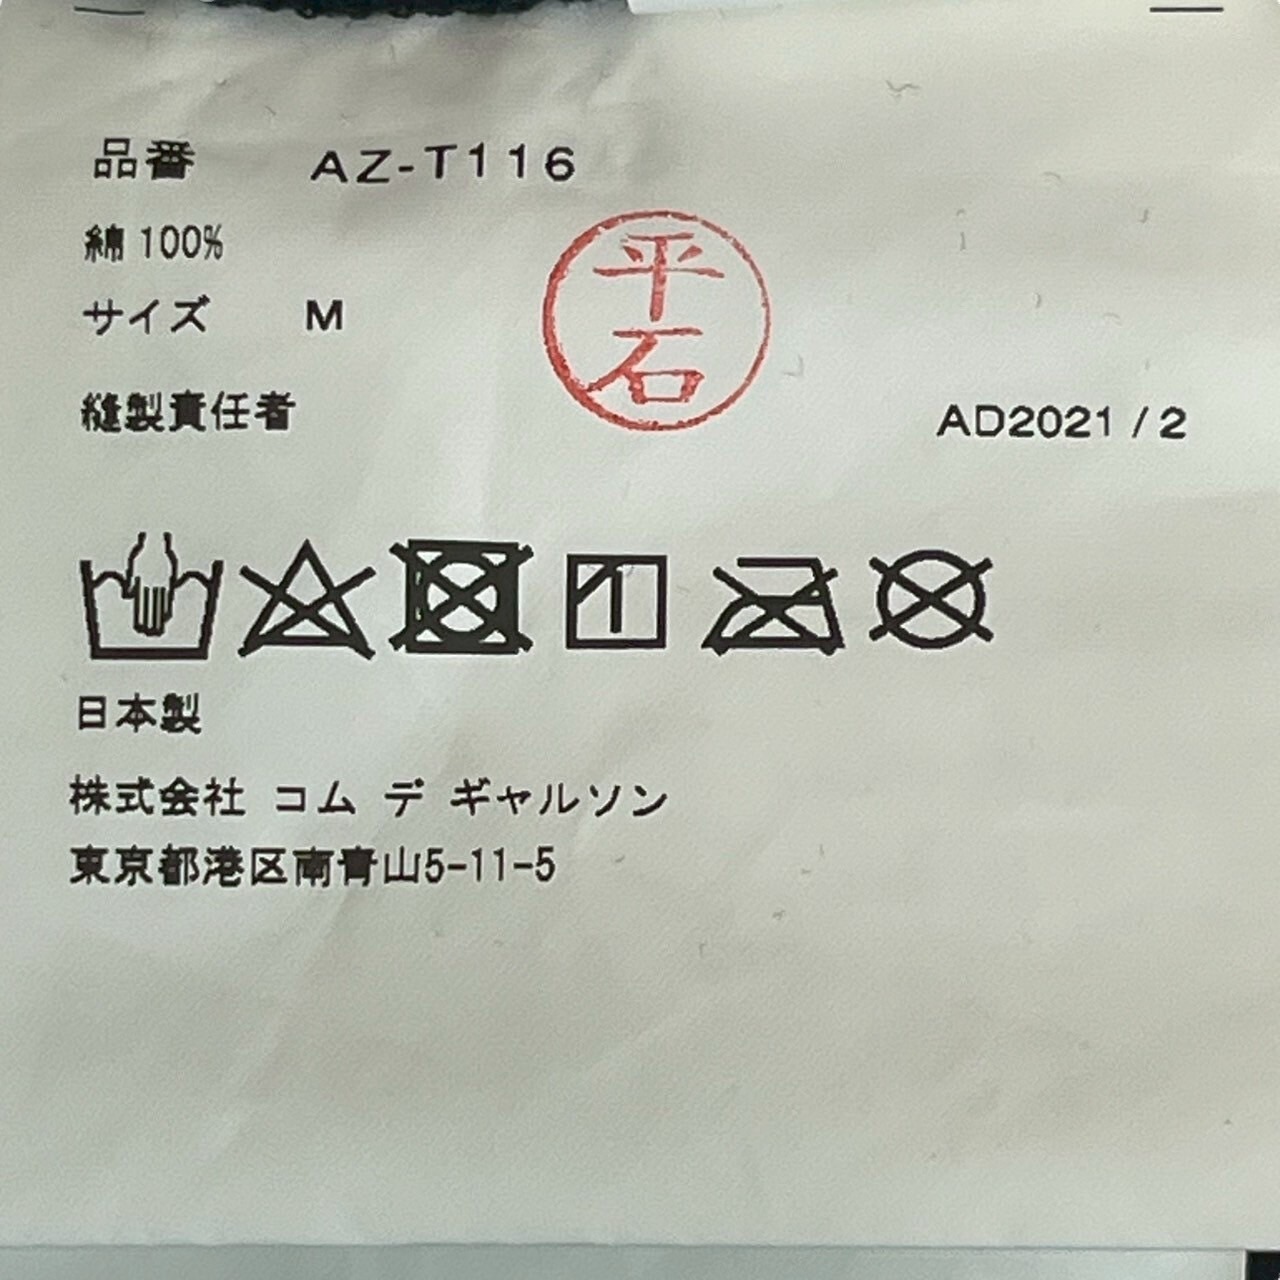 品番 AZ-T116
綿 100%
サイズ M
平石
縫製責任者
AD2021 / 2
日本製
株式会社 コム デ ギャルソン
東京都港区南青山5-11-5